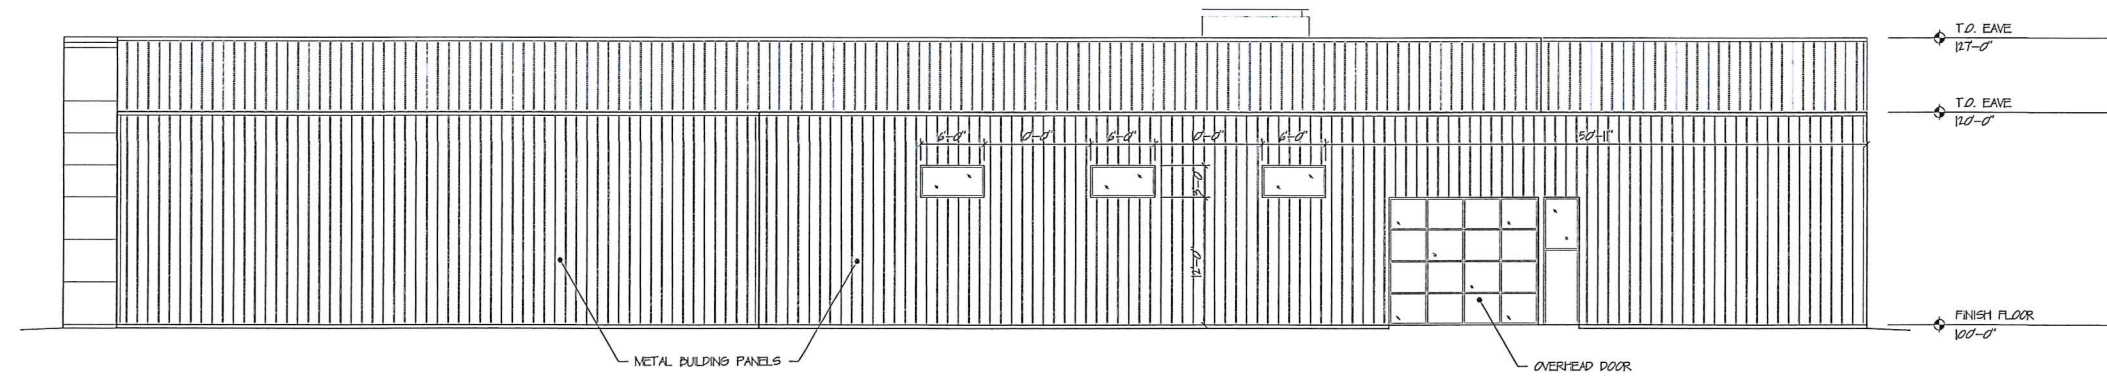 T.O. EAVE
127'-0"
T.O. EAVE
120'-0"
6'-0" 10'-0" 6'-0" 10'-0" 6'-0" 50'-11"
3'-0"
12'-0"
FINISH FLOOR
100'-0"
METAL BUILDING PANELS
OVERHEAD DOOR